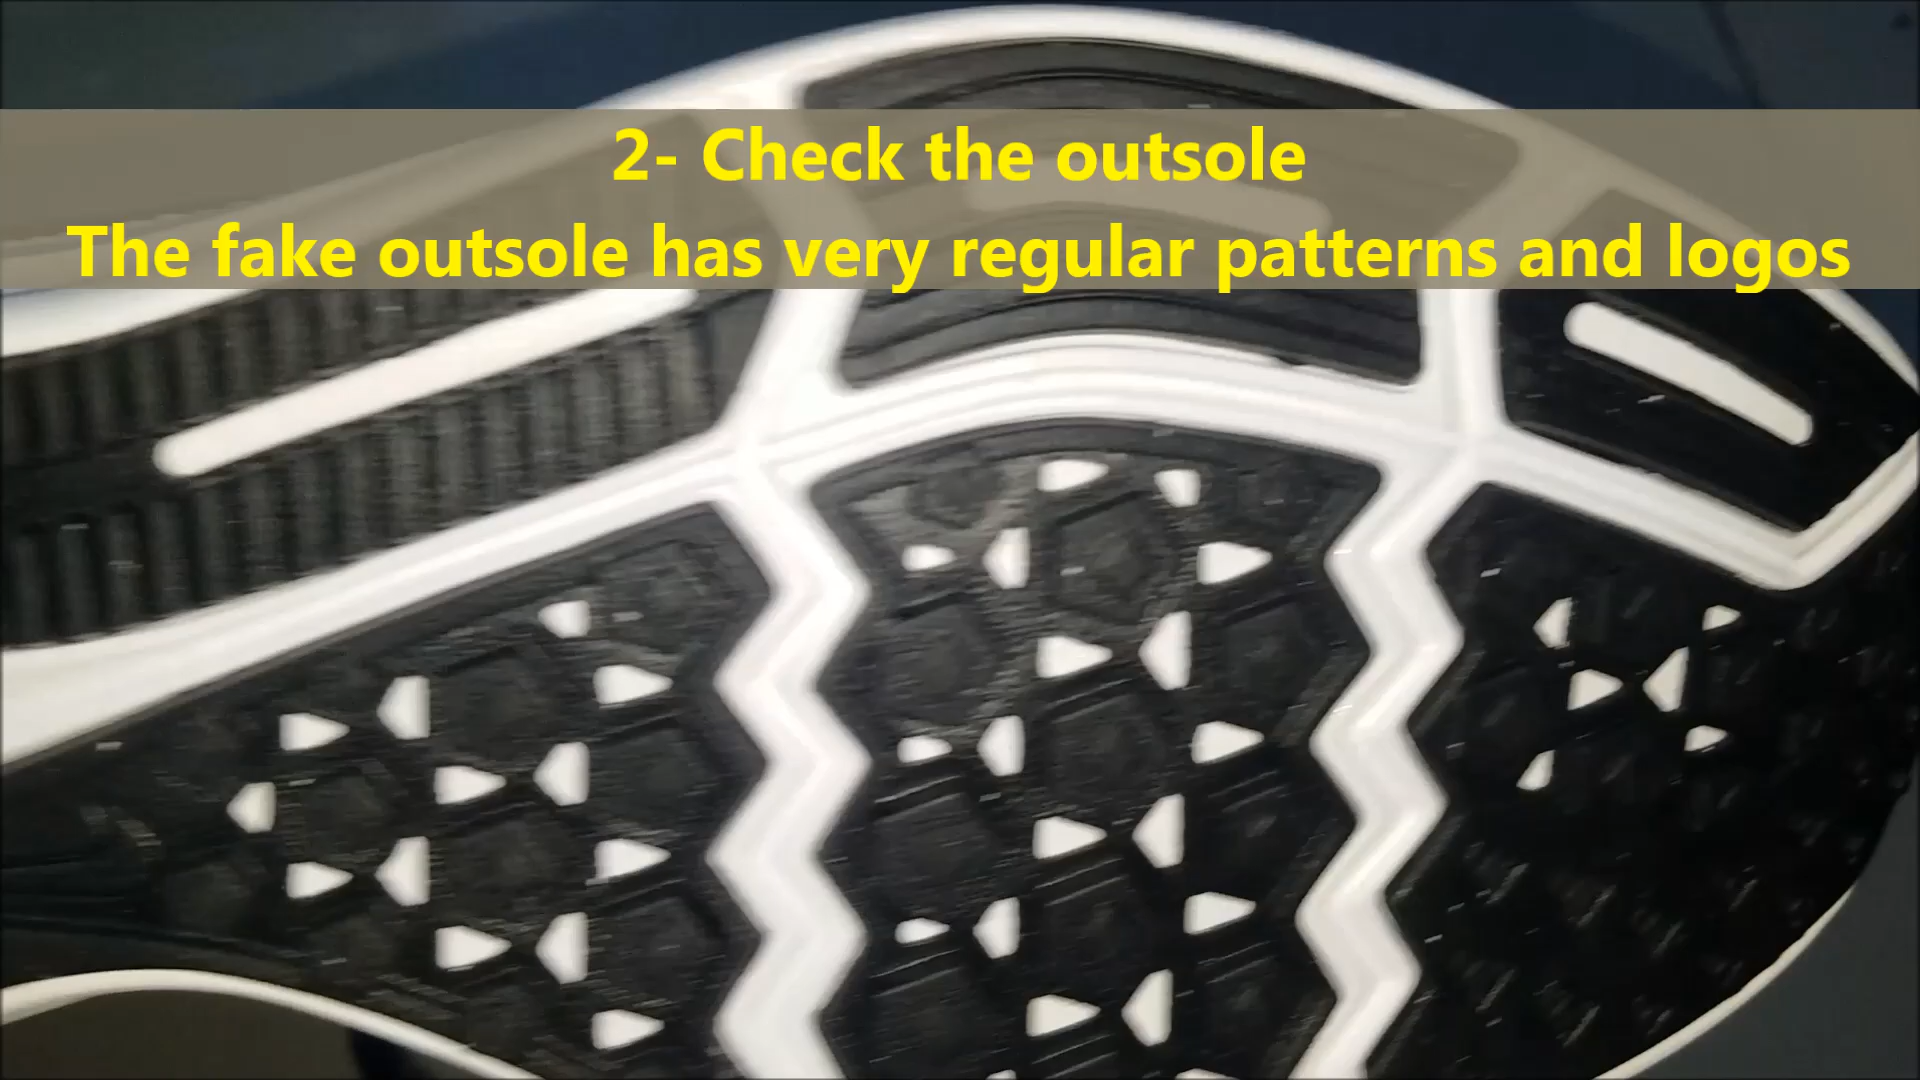 2- Check the outsole
The fake outsole has very regular patterns and logos